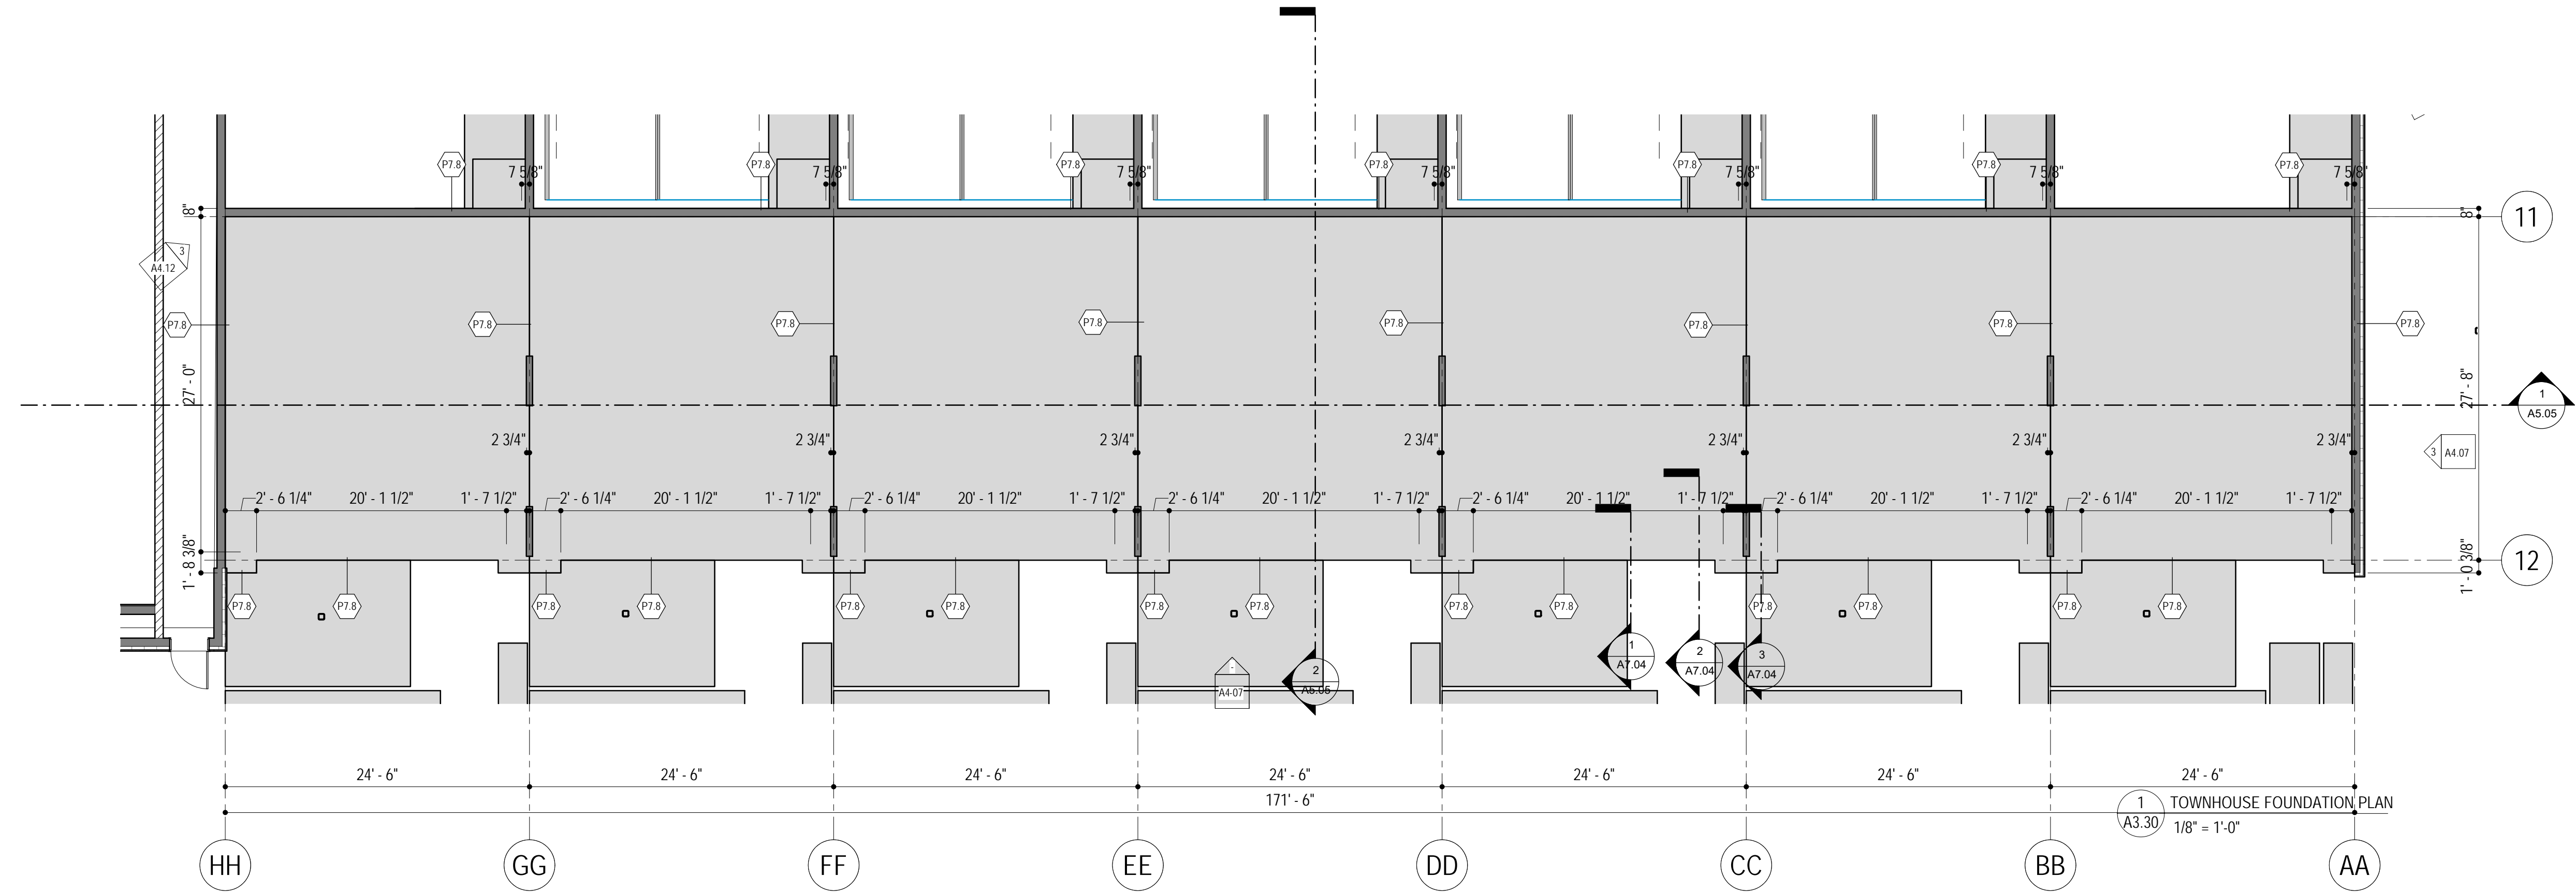 P7.8 P7.8 P7.8 P7.8 P7.8 P7.8 P7.8
7 5/8" 7 5/8" 7 5/8" 7 5/8" 7 5/8" 7 5/8" 7 5/8"
8" 8" 11
3
A4.12
P7.8 P7.8 P7.8 P7.8 P7.8 P7.8 P7.8 P7.8
27' - 0" 27' - 8"
1
A5.05
2 3/4" 2 3/4" 2 3/4" 2 3/4" 2 3/4" 2 3/4" 2 3/4"
3 A4.07
2' - 6 1/4" 20' - 1 1/2" 1' - 7 1/2" 2' - 6 1/4" 20' - 1 1/2" 1' - 7 1/2" 2' - 6 1/4" 20' - 1 1/2" 1' - 7 1/2" 2' - 6 1/4" 20' - 1 1/2" 1' - 7 1/2" 2' - 6 1/4" 20' - 1 1/2" 1' - 7 1/2" 2' - 6 1/4" 20' - 1 1/2" 1' - 7 1/2" 2' - 6 1/4" 20' - 1 1/2" 1' - 7 1/2"
1' - 8 3/8" 1' - 0 3/8" 12
P7.8 P7.8 P7.8 P7.8 P7.8 P7.8 P7.8 P7.8 P7.8 P7.8 P7.8 P7.8 P7.8 P7.8
1
A7.04
2
A7.04
3
A7.04
-
A4-07
2
A5.05
24' - 6" 24' - 6" 24' - 6" 24' - 6" 24' - 6" 24' - 6" 24' - 6"
171' - 6"
1 TOWNHOUSE FOUNDATION PLAN
A3.30 1/8" = 1'-0"
HH GG FF EE DD CC BB AA